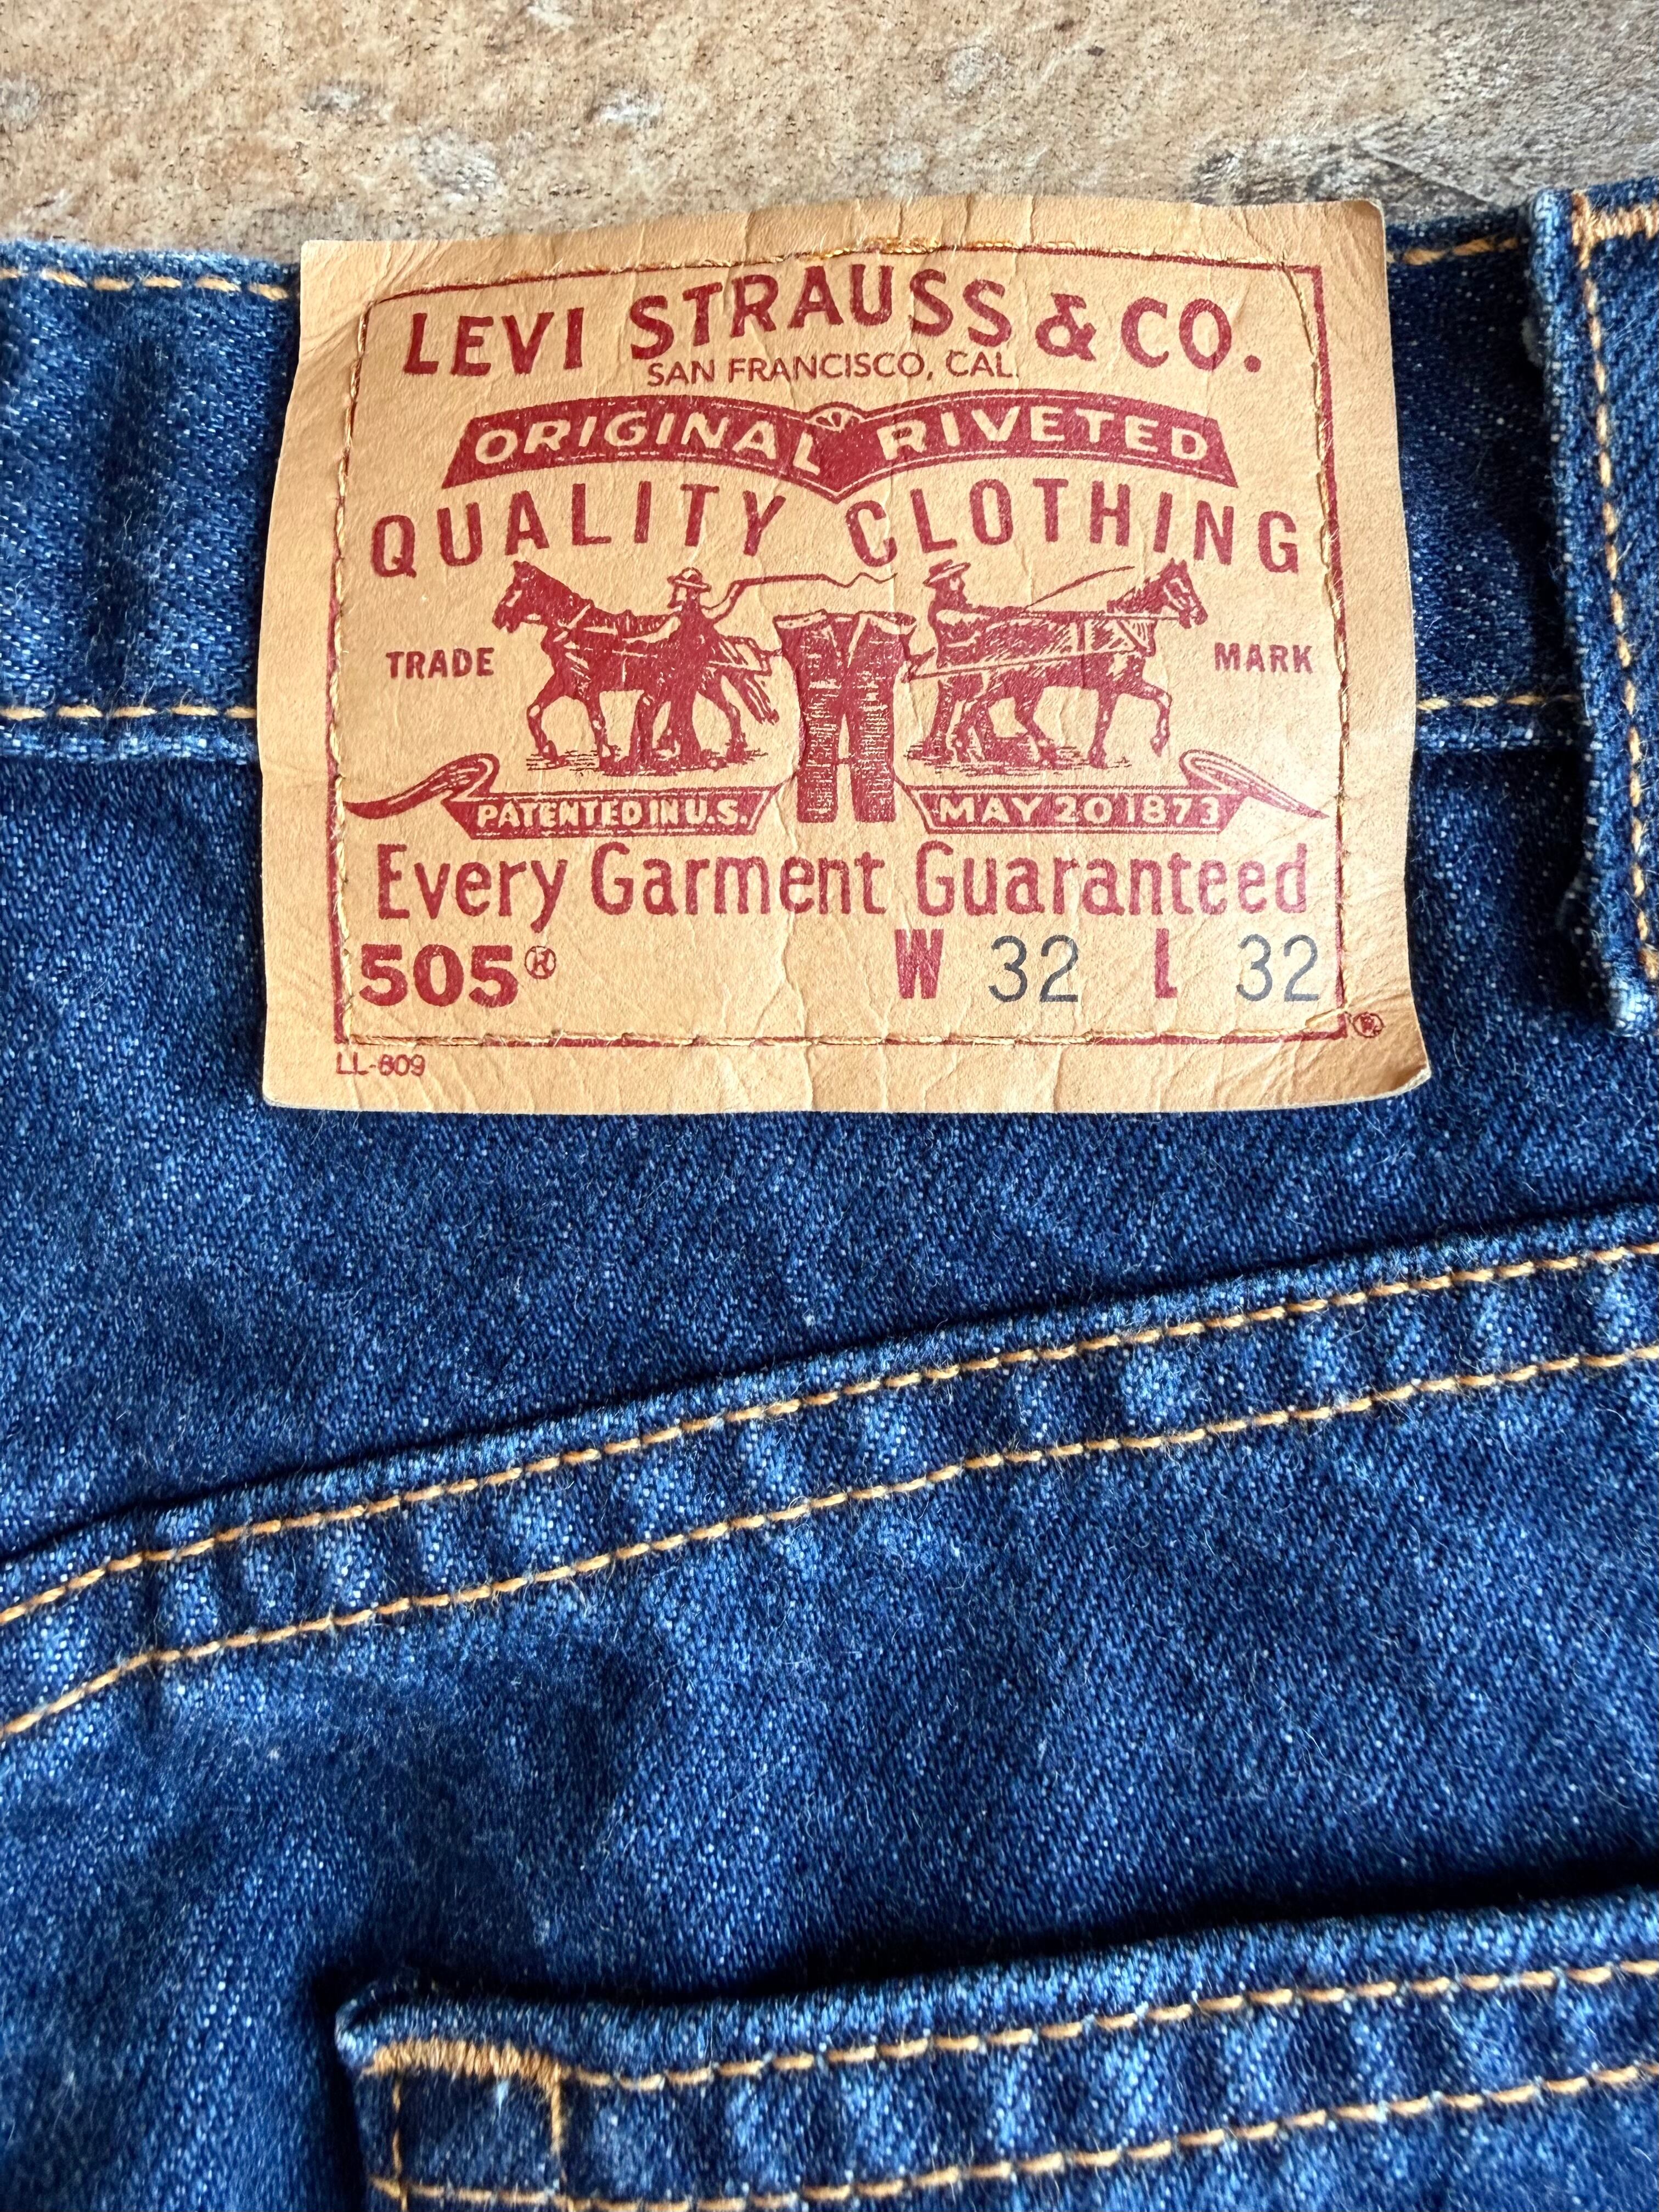 LEVI STRAUSS & CO.
SAN FRANCISCO, CAL.
ORIGINAL RIVETED
QUALITY CLOTHING
TRADE MARK
PATENTED IN U.S. MAY 20 1873
Every Garment Guaranteed
505® W 32 L 32
®
LL-609